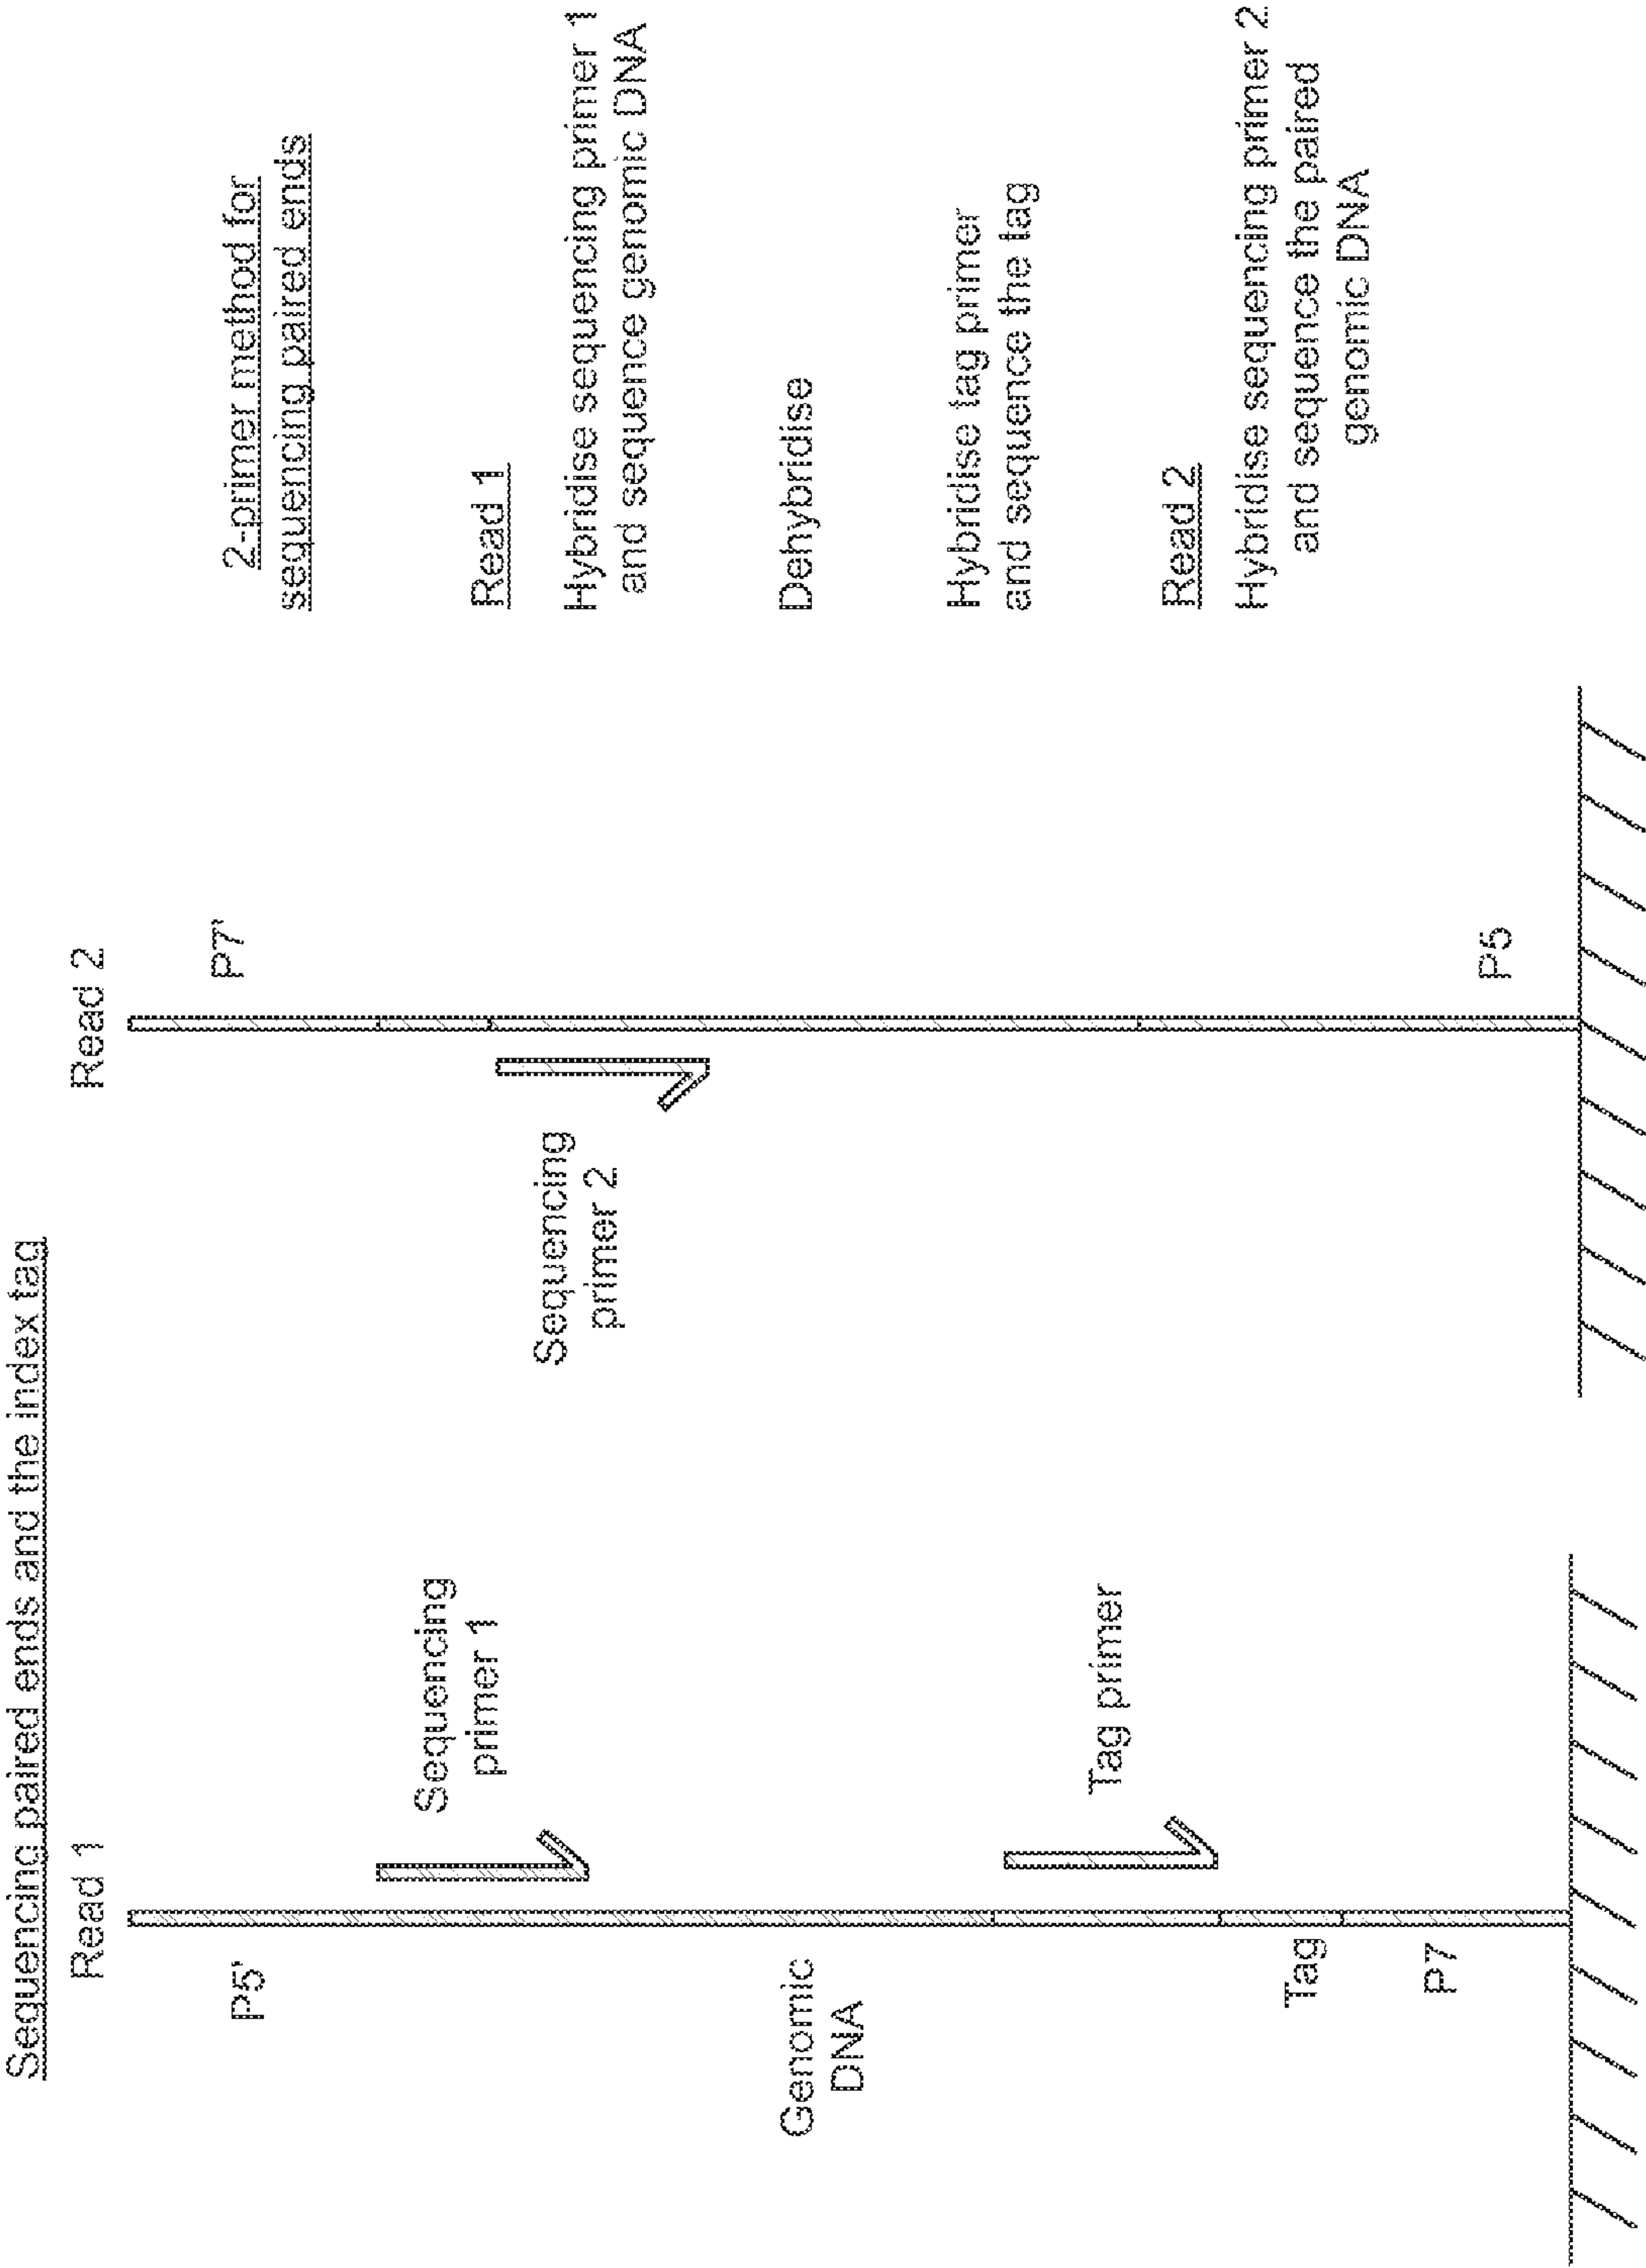 Sequencing paired ends and the index tag
Read 1
P5'
Sequencing
primer 1
Genomic
DNA
Tag primer
Tag
P7
Read 2
P7'
Sequencing
primer 2
P5
2-primer method for
sequencing paired ends
Read 1
Hybridise sequencing primer 1
and sequence genomic DNA
Dehybridise
Hybridise tag primer
and sequence the tag
Read 2
Hybridise sequencing primer 2
and sequence the paired
genomic DNA